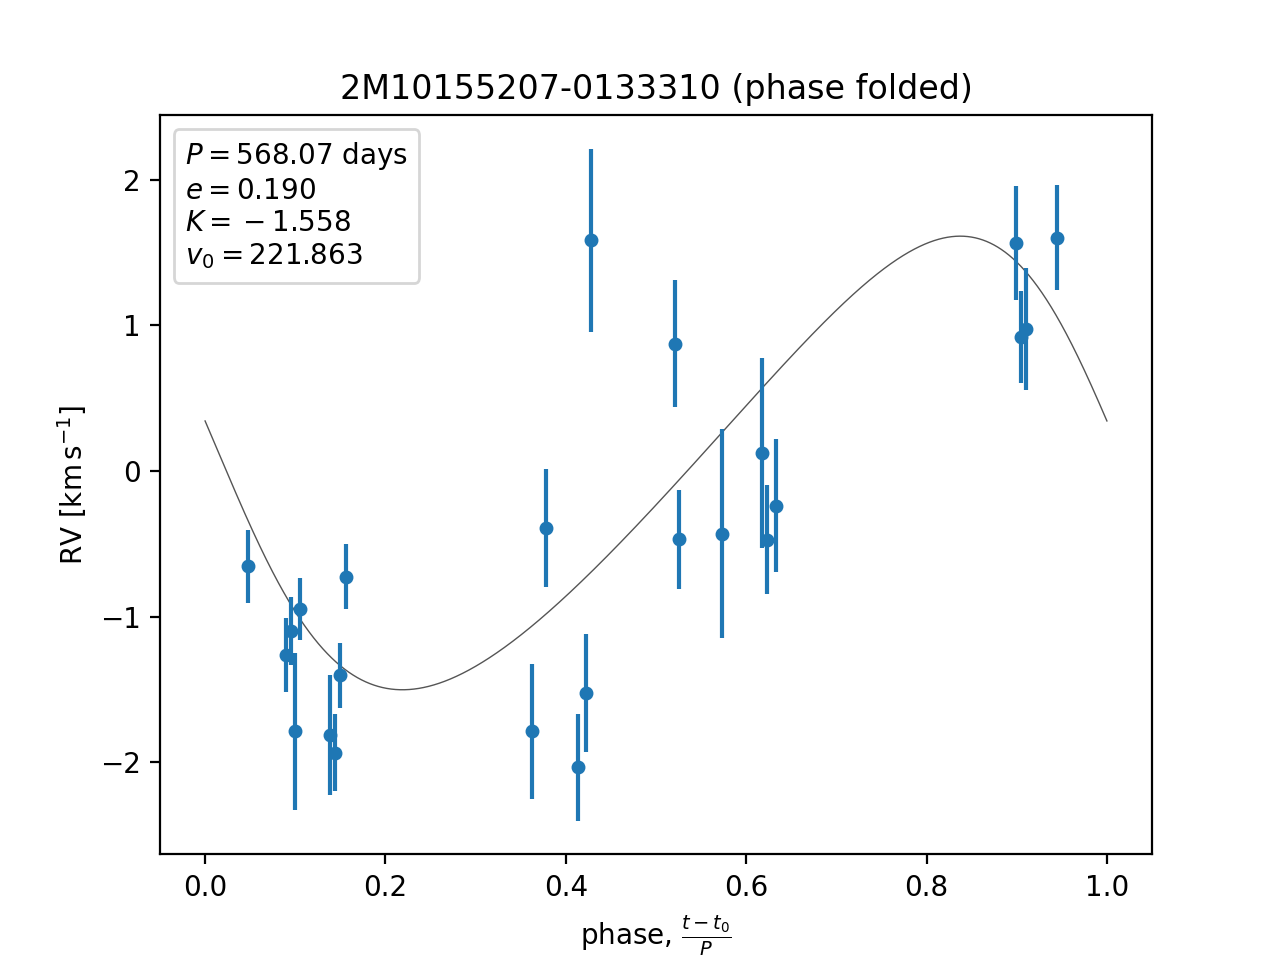 2M10155207-0133310 (phase folded)
P = 568.07 days
e = 0.190
K = −1.558
v₀ = 221.863
2
1
0
−1
−2
RV [km s⁻¹]
0.0 0.2 0.4 0.6 0.8 1.0
phase, (t − t₀)/P